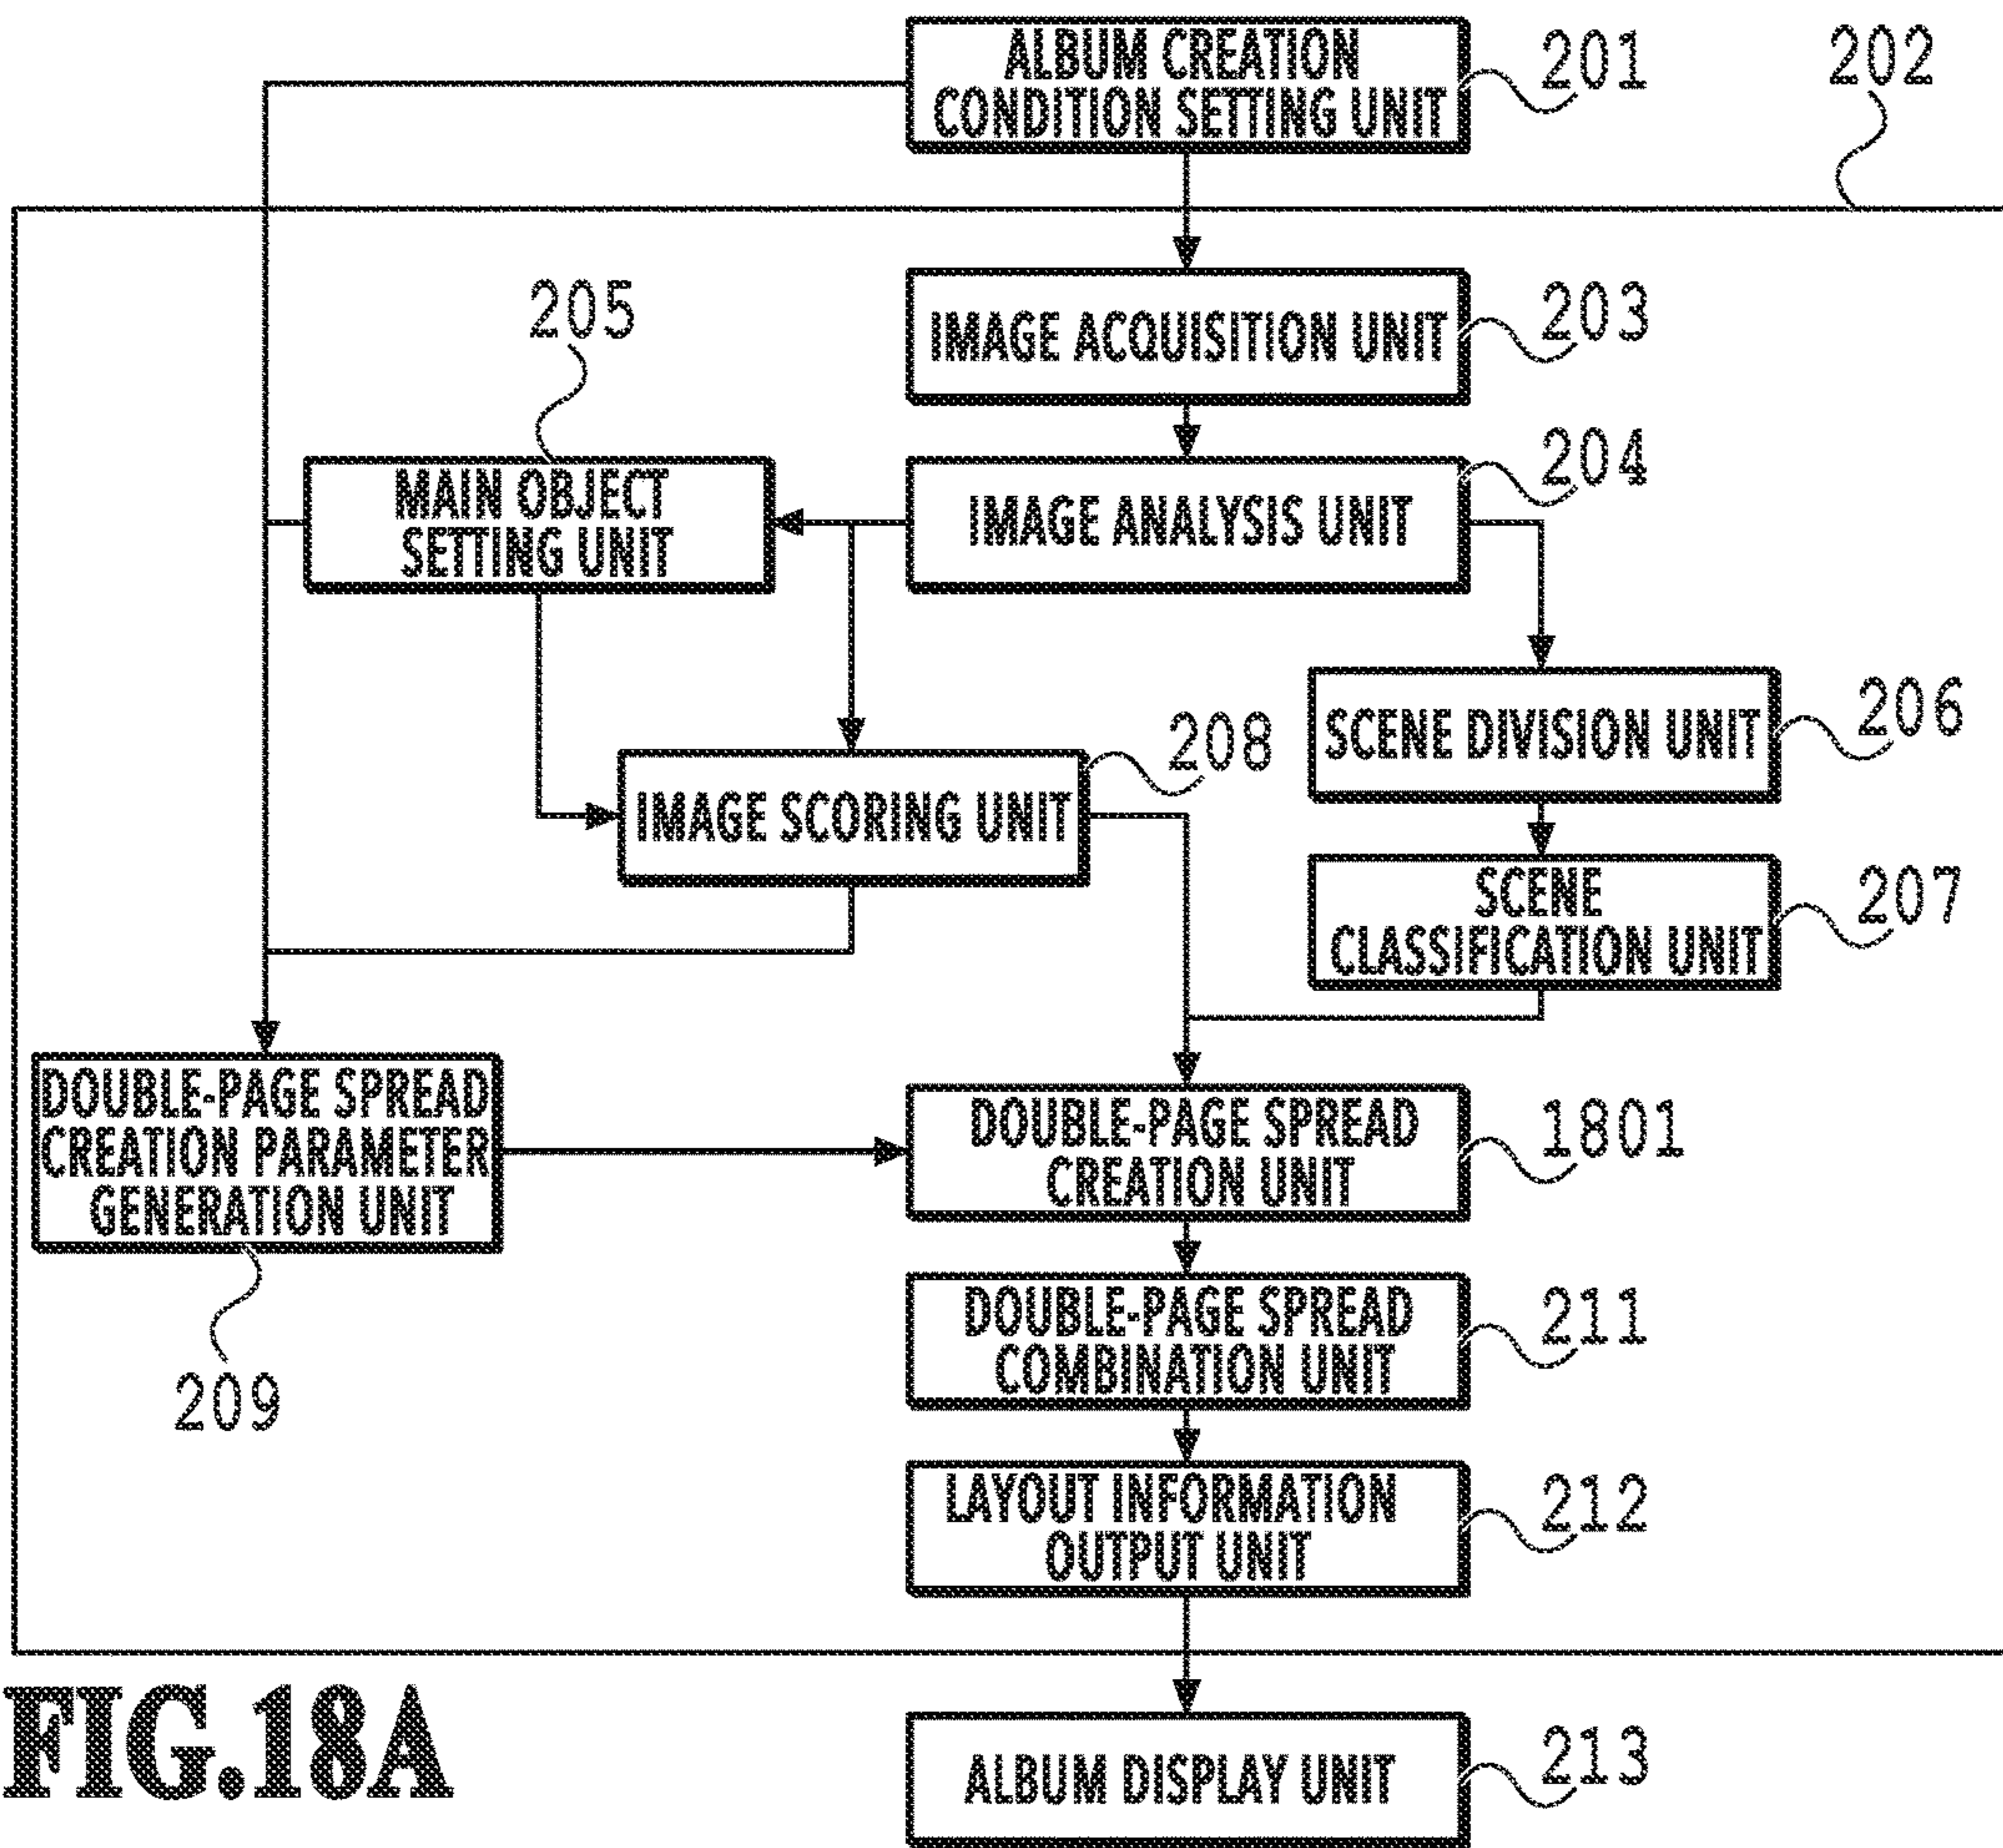 ALBUM CREATION
CONDITION SETTING UNIT
201
202
IMAGE ACQUISITION UNIT
203
205
MAIN OBJECT
SETTING UNIT
IMAGE ANALYSIS UNIT
204
SCENE DIVISION UNIT
206
208
IMAGE SCORING UNIT
SCENE
CLASSIFICATION UNIT
207
DOUBLE-PAGE SPREAD
CREATION PARAMETER
GENERATION UNIT
209
DOUBLE-PAGE SPREAD
CREATION UNIT
1801
DOUBLE-PAGE SPREAD
COMBINATION UNIT
211
LAYOUT INFORMATION
OUTPUT UNIT
212
ALBUM DISPLAY UNIT
213
FIG.18A